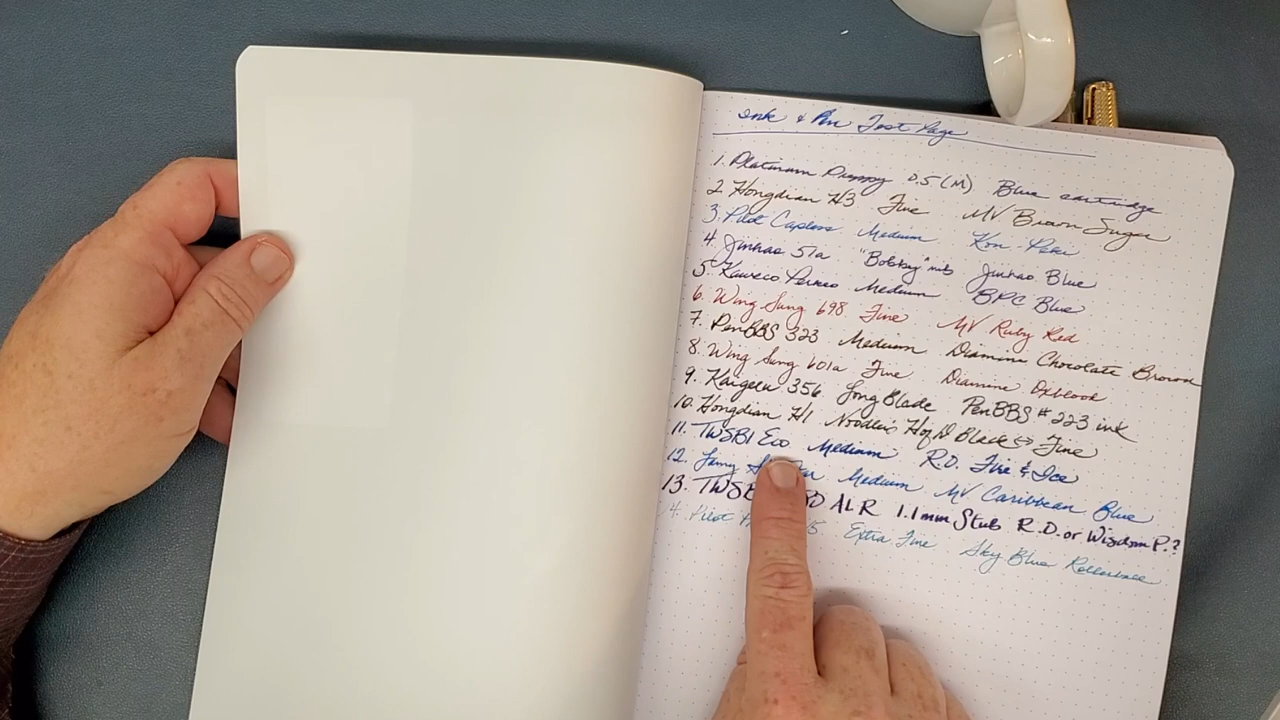 Ink & Pen Test Page
1. Platinum Preppy 0.5 (M) Blue cartridge
2 Hongdian H3 Fine MV Brown Sugar
3. Pilot Capless Medium Kon-Peki
4. Jinhao 51a "Bobby" nib Jinhao Blue
5. Kaweco Perkeo Medium BPC Blue
6. Wing Sung 698 Fine MV Ruby Red
7. PenBBS 323 Medium Diamine Chocolate Brown
8. Wing Sung 601a Fine Diamine Oxblood
9. Kaigelu 356 Long Blade PenBBS #223 ink
10. Hongdian H1 Noodler's HofD Black <-> Fine
11. TWSBI Eco Medium R.D. Fire & Ice
12. Lamy Medium MV Caribbean Blue
13. ALR 1.1mm Stub R.D. or Wisdom P.?
4. Pilot Extra Fine Sky Blue Rollerball